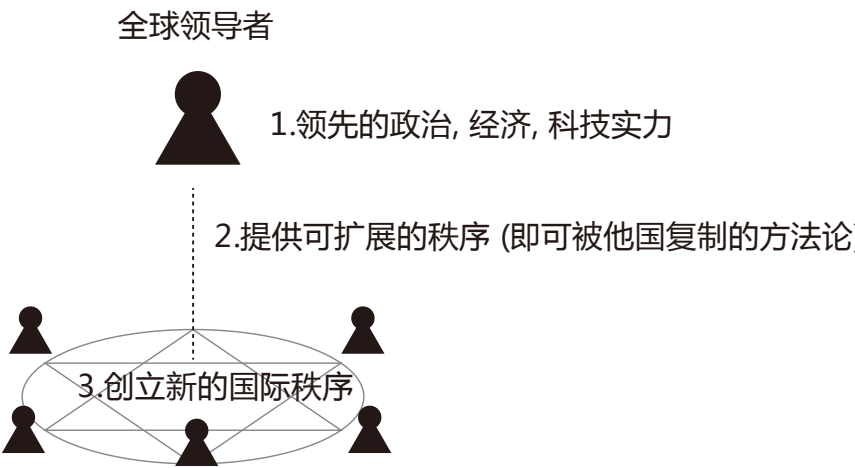 全球领导者
1.领先的政治, 经济, 科技实力
2.提供可扩展的秩序 (即可被他国复制的方法论)
3.创立新的国际秩序